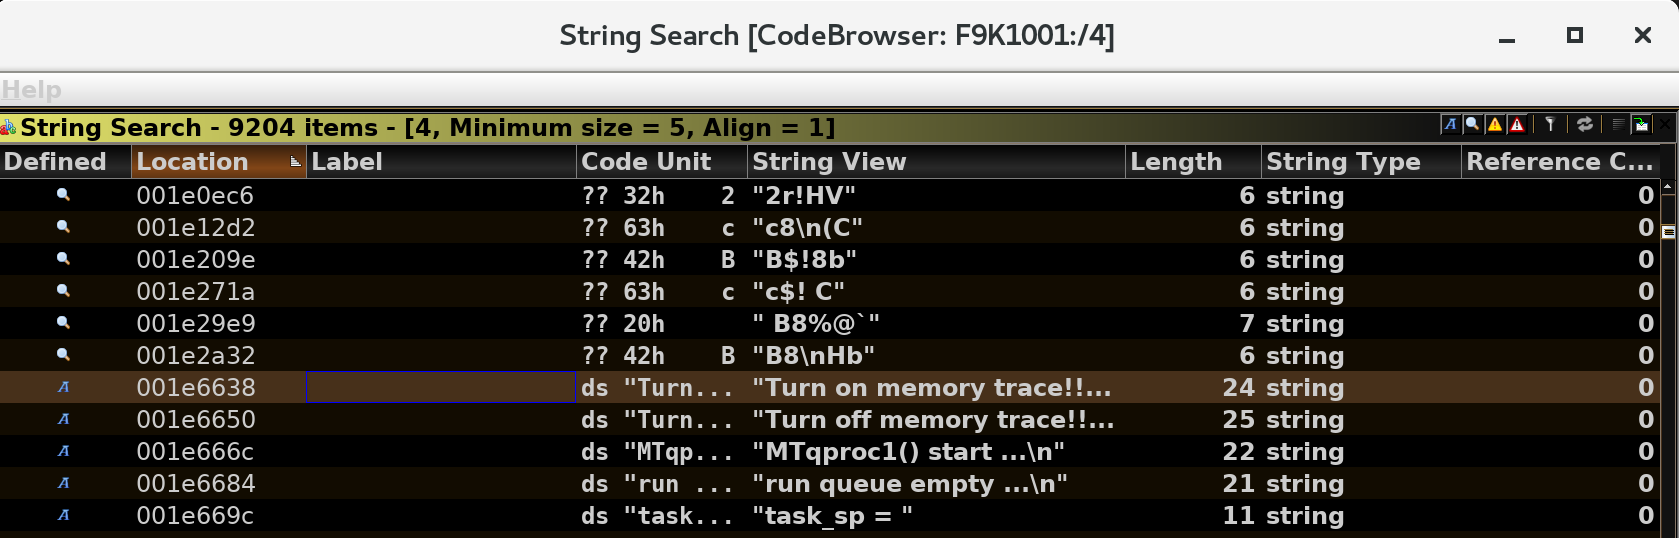 String Search [CodeBrowser: F9K1001:/4]
Help
String Search - 9204 items - [4, Minimum size = 5, Align = 1]
Defined Location Label Code Unit String View Length String Type Reference C...
001e0ec6 ?? 32h 2 "2r!HV" 6 string 0
001e12d2 ?? 63h c "c8\n(C" 6 string 0
001e209e ?? 42h B "B$!8b" 6 string 0
001e271a ?? 63h c "c$! C" 6 string 0
001e29e9 ?? 20h " B8%@`" 7 string 0
001e2a32 ?? 42h B "B8\nHb" 6 string 0
A 001e6638 ds "Turn... "Turn on memory trace!!... 24 string 0
A 001e6650 ds "Turn... "Turn off memory trace!!... 25 string 0
A 001e666c ds "MTqp... "MTqproc1() start ...\n" 22 string 0
A 001e6684 ds "run ... "run queue empty ...\n" 21 string 0
A 001e669c ds "task... "task_sp = " 11 string 0